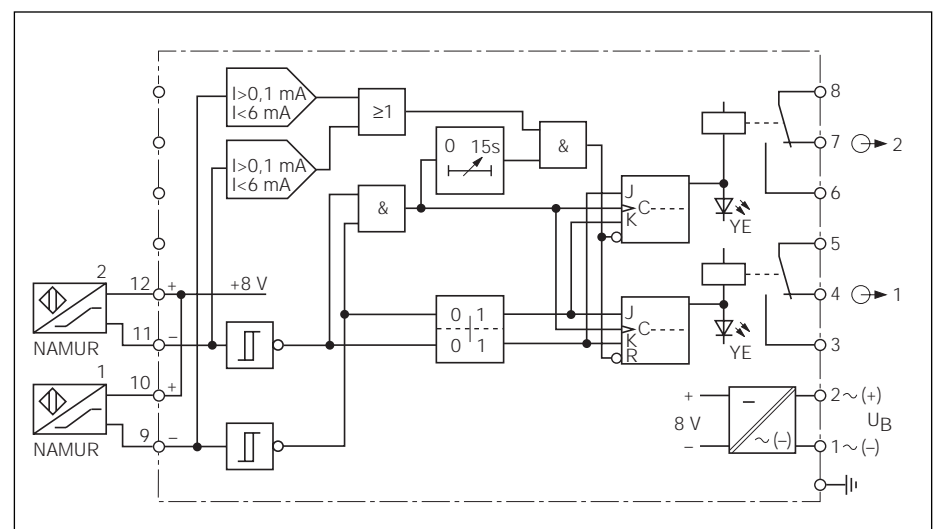 I>0,1 mA
I<6 mA
≥1
I>0,1 mA
I<6 mA
0 15s
&
&
8
7
2
6
J
C
K
YE
5
4
1
3
2
12
+
+8 V
11
–
NAMUR
1
10
+
9
–
NAMUR
0 1
0 1
J
C
K
R
YE
+
8 V
–
–
~ (–)
2 ~ (+)
UB
1 ~ (–)